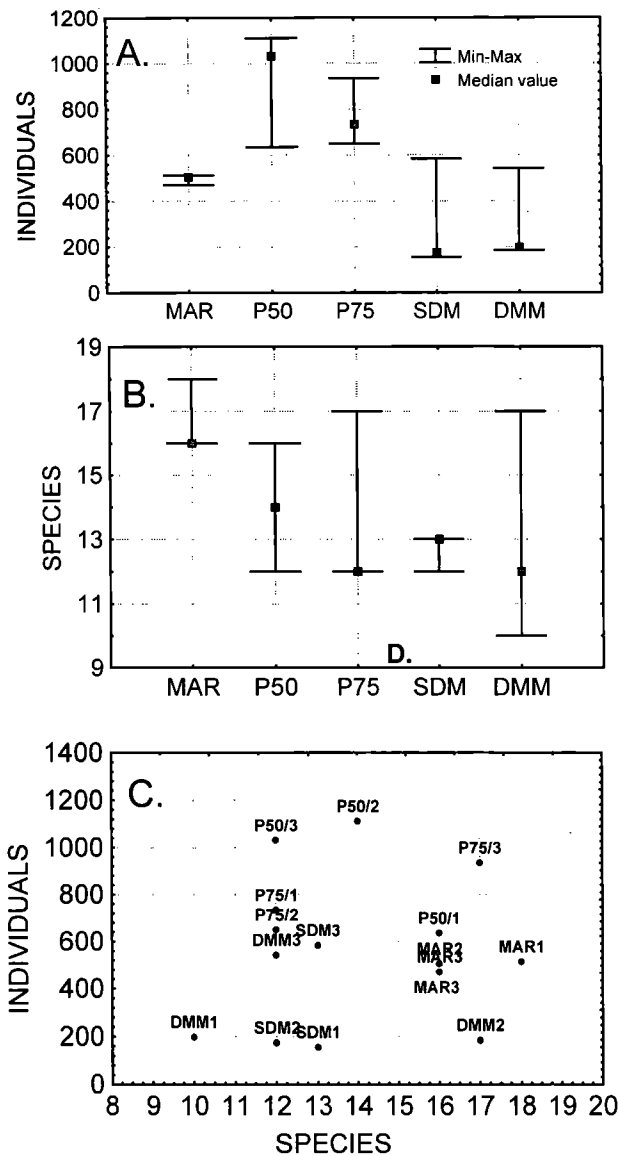 1200
A.
1000
800
600
400
200
0
INDIVIDUALS
Min-Max
Median value
MAR P50 P75 SDM DMM
19
B.
17
15
13
11
9
SPECIES
D.
MAR P50 P75 SDM DMM
1400
C.
1200
1000
800
600
400
200
0
INDIVIDUALS
P50/2
P50/3
P75/3
P75/1
P75/2
P50/1
SDM3
DMM3
MAR2
MAR3
MAR1
MAR3
DMM1
SDM2
SDM1
DMM2
8 9 10 11 12 13 14 15 16 17 18 19 20
SPECIES